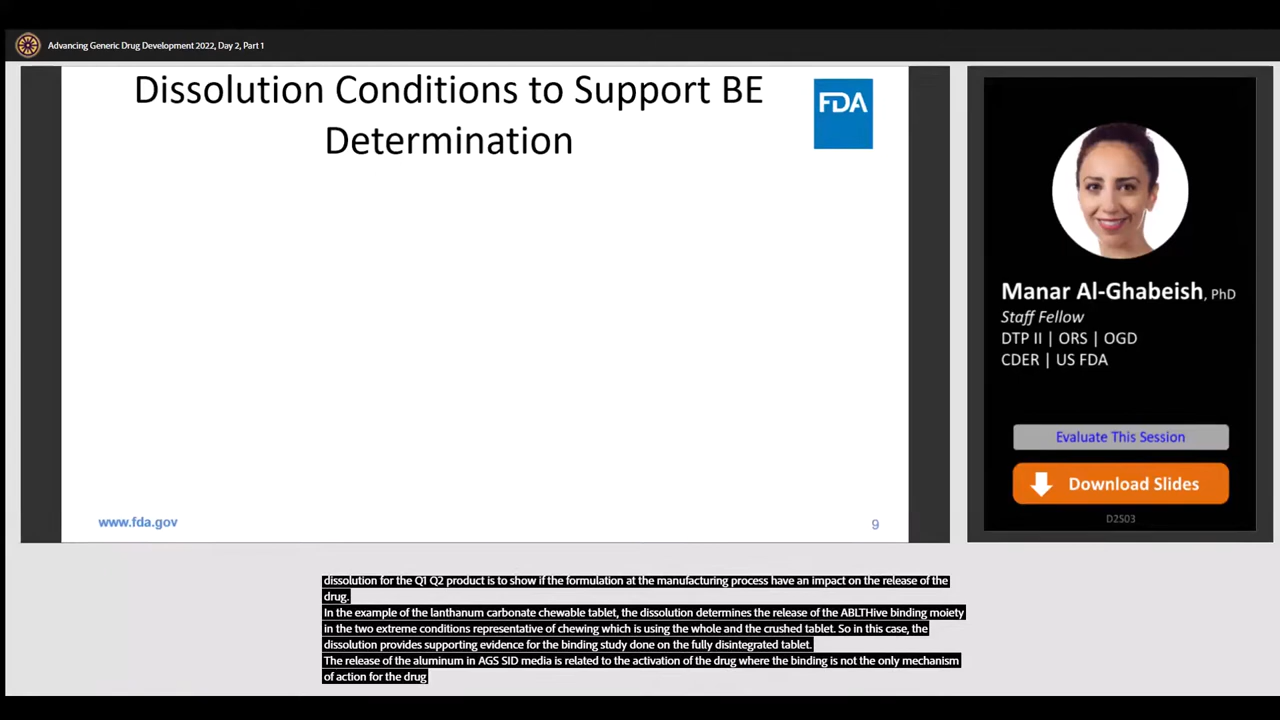 Advancing Generic Drug Development 2022, Day 2, Part 1
Dissolution Conditions to Support BE
Determination
FDA
www.fda.gov
9
Manar Al-Ghabeish, PhD
Staff Fellow
DTP II | ORS | OGD
CDER | US FDA
Evaluate This Session
Download Slides
D2S03
dissolution for the Q1 Q2 product is to show if the formulation at the manufacturing process have an impact on the release of the
drug.
In the example of the lanthanum carbonate chewable tablet, the dissolution determines the release of the ABLTHive binding moiety
in the two extreme conditions representative of chewing which is using the whole and the crushed tablet. So in this case, the
dissolution provides supporting evidence for the binding study done on the fully disintegrated tablet.
The release of the aluminum in AGS SID media is related to the activation of the drug where the binding is not the only mechanism
of action for the drug